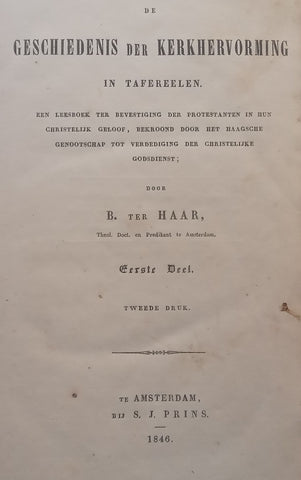 DE
GESCHIEDENIS DER KERKHERVORMING
IN TAFEREELEN.
EEN LEESBOEK TER BEVESTIGING DER PROTESTANTEN IN HUN
CHRISTELIJK GELOOF, BEKROOND DOOR HET HAAGSCHE
GENOOTSCHAP TOT VERDEDIGING DER CHRISTELIJKE
GODSDIENST;
DOOR
B. TER HAAR,
Theol. Doct. en Predikant te Amsterdam.
Eerste Deel.
TWEEDE DRUK.
TE AMSTERDAM,
BIJ S. J. PRINS.
1846.